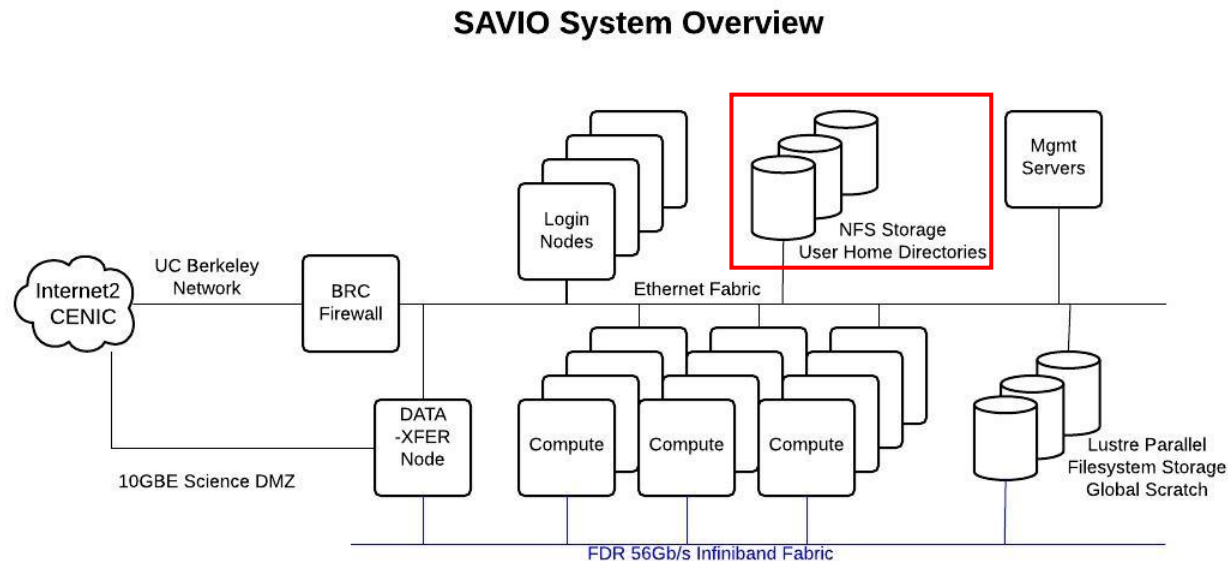 SAVIO System Overview
Login
Nodes
NFS Storage
User Home Directories
Mgmt
Servers
UC Berkeley
Network
Internet2
CENIC
BRC
Firewall
Ethernet Fabric
DATA
-XFER
Node
Compute
Compute
Compute
Lustre Parallel
Filesystem Storage
Global Scratch
10GBE Science DMZ
FDR 56Gb/s Infiniband Fabric